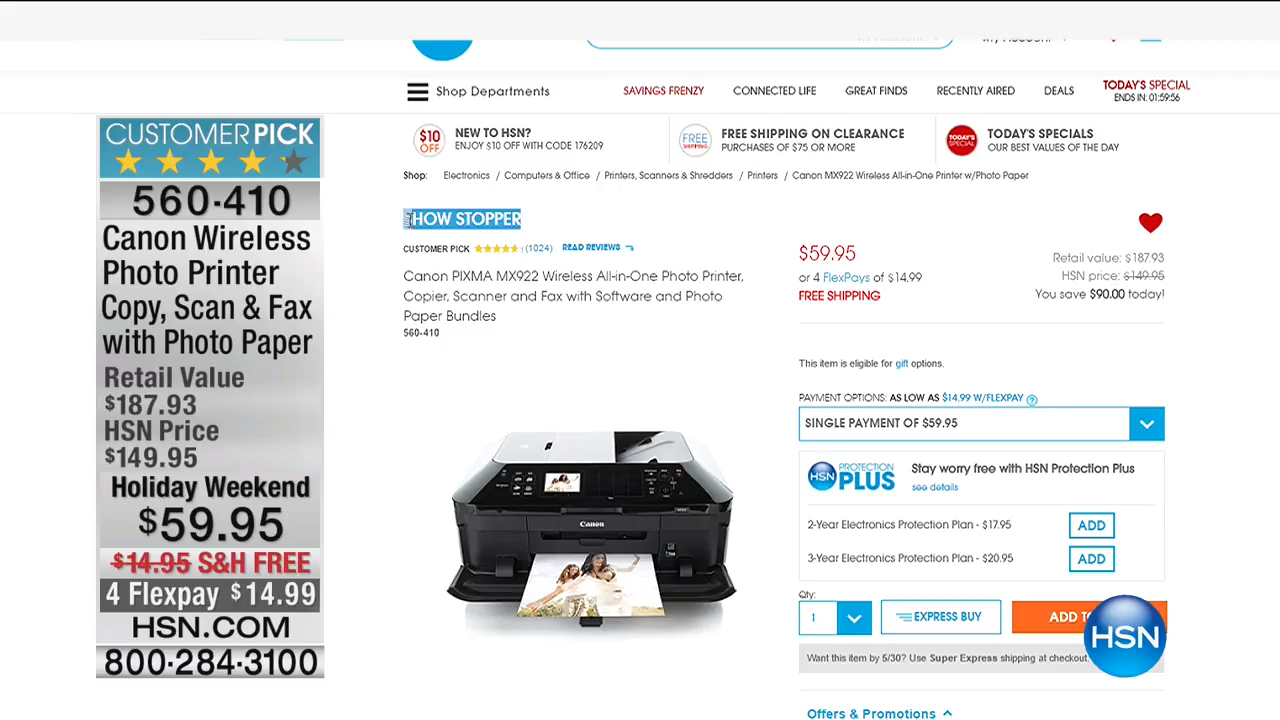 Shop Departments
SAVINGS FRENZY
CONNECTED LIFE
GREAT FINDS
RECENTLY AIRED
DEALS
TODAY'S SPECIAL
ENDS IN: 01:59:56
$10 OFF
NEW TO HSN?
ENJOY $10 OFF WITH CODE 176209
FREE SHIPPING
FREE SHIPPING ON CLEARANCE
PURCHASES OF $75 OR MORE
TODAY'S SPECIAL
TODAY'S SPECIALS
OUR BEST VALUES OF THE DAY
Shop: Electronics / Computers & Office / Printers, Scanners & Shredders / Printers / Canon MX922 Wireless All-in-One Printer w/Photo Paper
CUSTOMER PICK
560-410
Canon Wireless
Photo Printer
Copy, Scan & Fax
with Photo Paper
Retail Value
$187.93
HSN Price
$149.95
Holiday Weekend
$59.95
$14.95 S&H FREE
4 Flexpay $14.99
HSN.COM
800-284-3100
HOW STOPPER
CUSTOMER PICK (1024) READ REVIEWS
Canon PIXMA MX922 Wireless All-in-One Photo Printer,
Copier, Scanner and Fax with Software and Photo
Paper Bundles
560-410
Canon
$59.95
or 4 FlexPays of $14.99
FREE SHIPPING
Retail value: $187.93
HSN price: $149.95
You save $90.00 today!
This item is eligible for gift options.
PAYMENT OPTIONS: AS LOW AS $14.99 W/FLEXPAY ?
SINGLE PAYMENT OF $59.95
HSN PROTECTION PLUS
Stay worry free with HSN Protection Plus
see details
2-Year Electronics Protection Plan - $17.95 ADD
3-Year Electronics Protection Plan - $20.95 ADD
Qty:
1
EXPRESS BUY
ADD
HSN
Want this item by 5/30? Use Super Express shipping at checkout.
Offers & Promotions